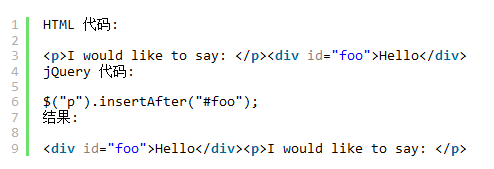 1 HTML 代码:
2
3 <p>I would like to say: </p><div id="foo">Hello</div>
4 jQuery 代码:
5
6 $("p").insertAfter("#foo");
7 结果:
8
9 <div id="foo">Hello</div><p>I would like to say: </p>